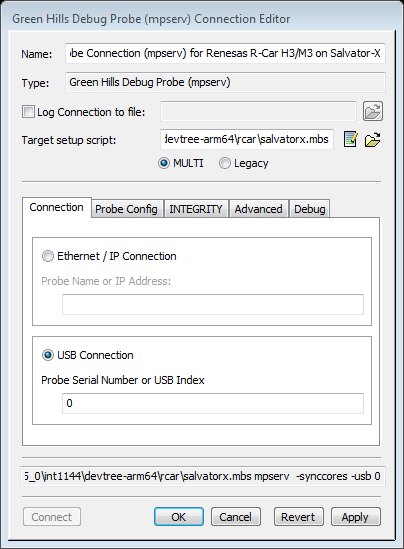 Green Hills Debug Probe (mpserv) Connection Editor
Name: be Connection (mpserv) for Renesas R-Car H3/M3 on Salvator-X
Type: Green Hills Debug Probe (mpserv)
Log Connection to file:
Target setup script: devtree-arm64\rcar\salvatorx.mbs
MULTI Legacy
Connection Probe Config INTEGRITY Advanced Debug
Ethernet / IP Connection
Probe Name or IP Address:
USB Connection
Probe Serial Number or USB Index
0
5_0\int1144\devtree-arm64\rcar\salvatorx.mbs mpserv -synccores -usb 0
Connect OK Cancel Revert Apply